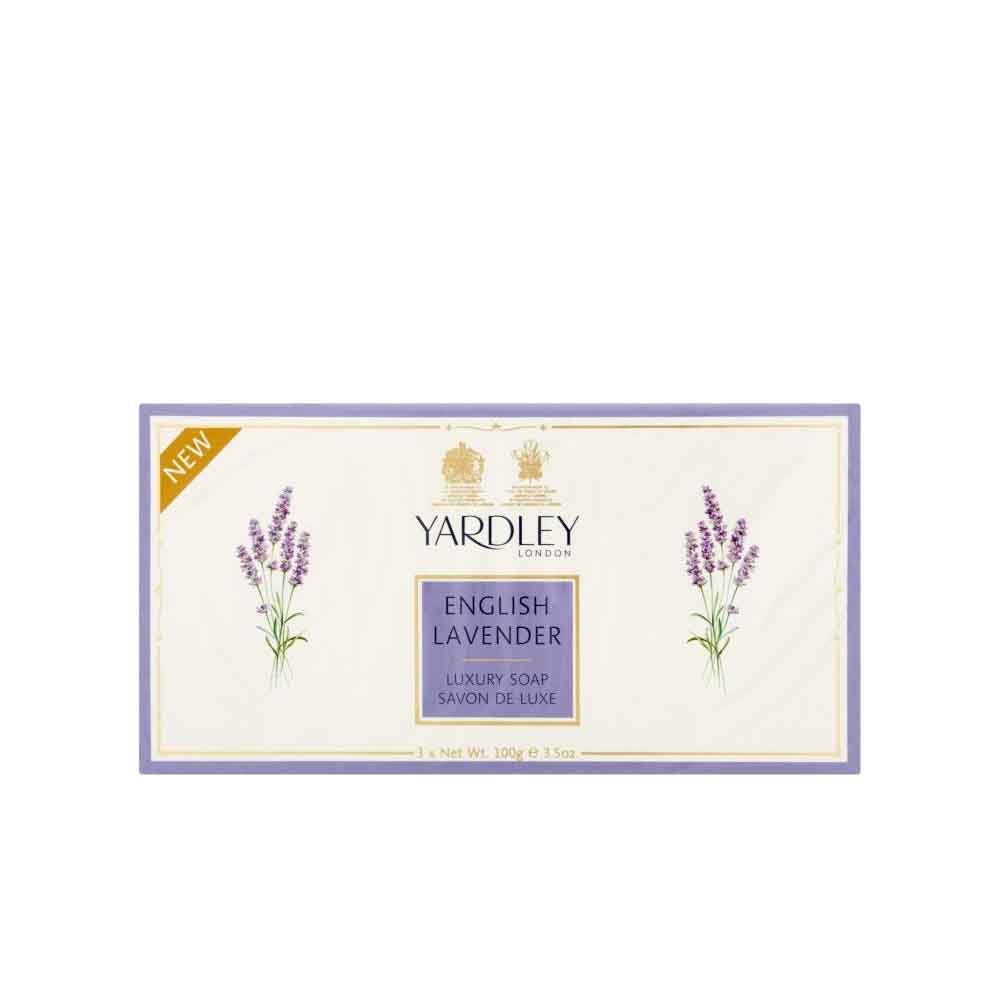 NEW
YARDLEY
LONDON
ENGLISH
LAVENDER
LUXURY SOAP
SAVON DE LUXE
3 x Net Wt. 100g e 3.5oz.